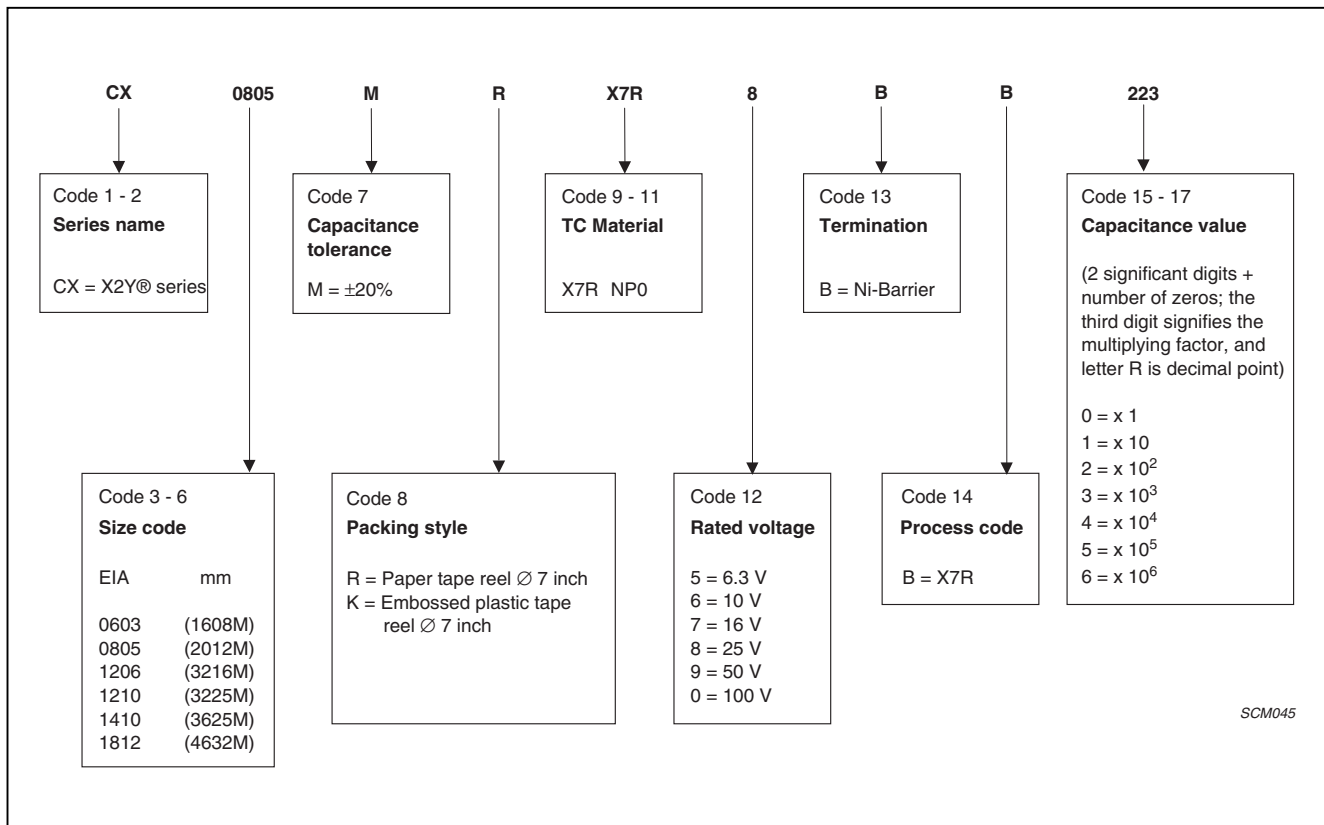 CX 0805 M R X7R 8 B B 223
Code 1 - 2
Series name
CX = X2Y® series
Code 7
Capacitance
tolerance
M = ±20%
Code 9 - 11
TC Material
X7R NP0
Code 13
Termination
B = Ni-Barrier
Code 15 - 17
Capacitance value
(2 significant digits +
number of zeros; the
third digit signifies the
multiplying factor, and
letter R is decimal point)
0 = x 1
1 = x 10
2 = x 10²
3 = x 10³
4 = x 10⁴
5 = x 10⁵
6 = x 10⁶
Code 3 - 6
Size code
EIA mm
0603 (1608M)
0805 (2012M)
1206 (3216M)
1210 (3225M)
1410 (3625M)
1812 (4632M)
Code 8
Packing style
R = Paper tape reel ∅ 7 inch
K = Embossed plastic tape
reel ∅ 7 inch
Code 12
Rated voltage
5 = 6.3 V
6 = 10 V
7 = 16 V
8 = 25 V
9 = 50 V
0 = 100 V
Code 14
Process code
B = X7R
SCM045